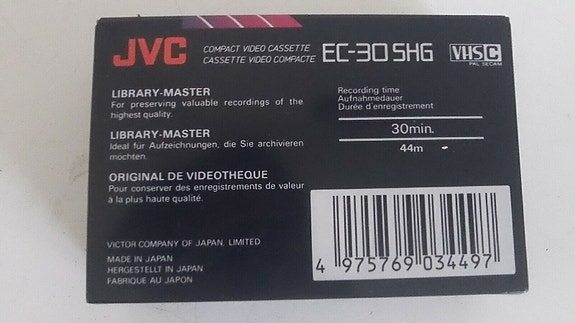 JVC COMPACT VIDEO CASSETTE EC-30 SHG VHS C
CASSETTE VIDEO COMPACTE PAL SECAM
LIBRARY-MASTER
For preserving valuable recordings of the
highest quality.
LIBRARY-MASTER
Ideal für Aufzeichnungen, die Sie archivieren
möchten.
ORIGINAL DE VIDEOTHEQUE
Pour conserver des enregistrements de valeur
à la plus haute qualité.
Recording time
Aufnahmedauer
Durée d'enregistrement
30min.
44m
VICTOR COMPANY OF JAPAN, LIMITED
MADE IN JAPAN
HERGESTELLT IN JAPAN
FABRIQUE AU JAPON
4 975769 034497